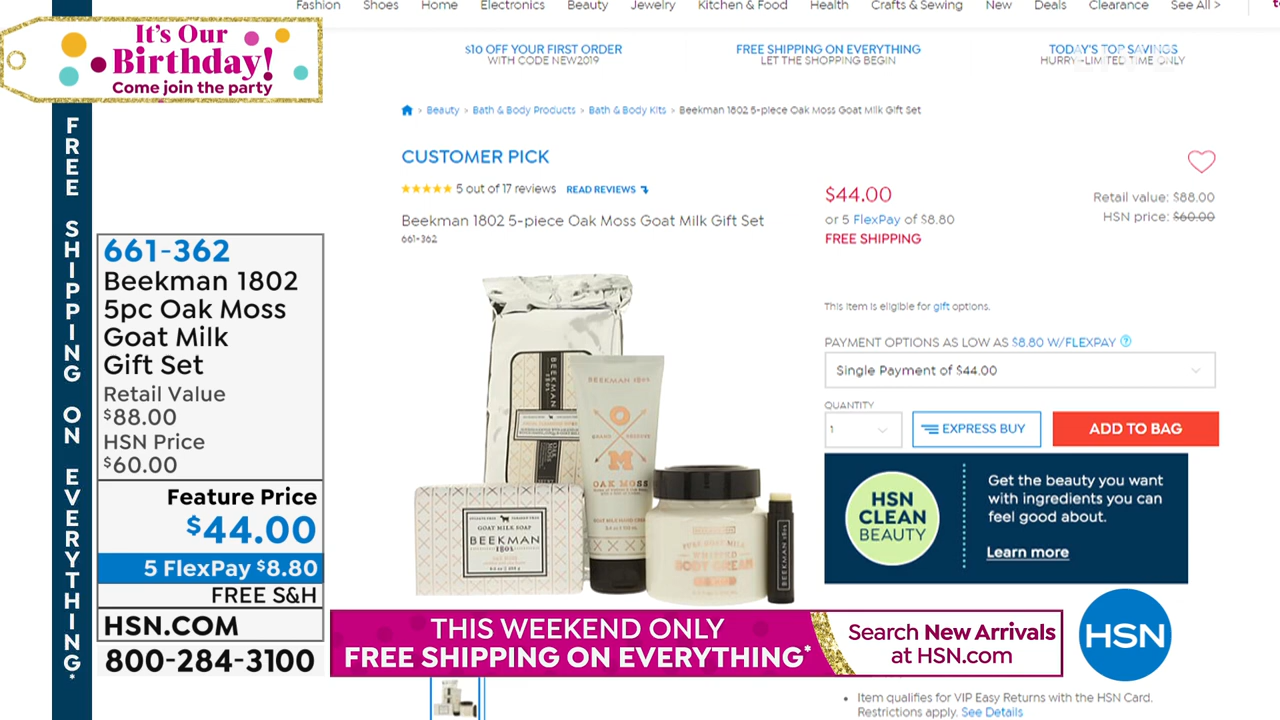 Fashion Shoes Home Electronics Beauty Jewelry Kitchen & Food Health Crafts & Sewing New Deals Clearance See All >
It's Our
Birthday!
Come join the party
$10 OFF YOUR FIRST ORDER
WITH CODE NEW2019
FREE SHIPPING ON EVERYTHING
LET THE SHOPPING BEGIN
TODAY'S TOP SAVINGS
HURRY-LIMITED TIME ONLY
FREE SHIPPING ON EVERYTHING*
> Beauty > Bath & Body Products > Bath & Body Kits > Beekman 1802 5-piece Oak Moss Goat Milk Gift Set
CUSTOMER PICK
5 out of 17 reviews READ REVIEWS
Beekman 1802 5-piece Oak Moss Goat Milk Gift Set
661-362
$44.00
or 5 FlexPay of $8.80
FREE SHIPPING
Retail value: $88.00
HSN price: $60.00
This item is eligible for gift options.
PAYMENT OPTIONS AS LOW AS $8.80 W/FLEXPAY ?
Single Payment of $44.00
QUANTITY
1
EXPRESS BUY
ADD TO BAG
HSN
CLEAN
BEAUTY
Get the beauty you want
with ingredients you can
feel good about.
Learn more
661-362
Beekman 1802
5pc Oak Moss
Goat Milk
Gift Set
Retail Value
$88.00
HSN Price
$60.00
Feature Price
$44.00
5 FlexPay $8.80
FREE S&H
HSN.COM
800-284-3100
BEEKMAN 1802
OM
OAK MOSS
GOAT MILK SOAP
BEEKMAN
1802
BODY CREAM
BEEKMAN 1802
THIS WEEKEND ONLY
FREE SHIPPING ON EVERYTHING*
Search New Arrivals
at HSN.com
HSN
Item qualifies for VIP Easy Returns with the HSN Card.
Restrictions apply. See Details